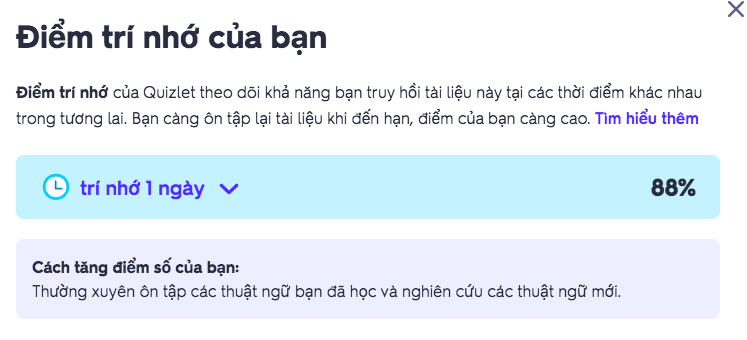 Điểm trí nhớ của bạn
Điểm trí nhớ của Quizlet theo dõi khả năng bạn truy hồi tài liệu này tại các thời điểm khác nhau
trong tương lai. Bạn càng ôn tập lại tài liệu khi đến hạn, điểm của bạn càng cao. Tìm hiểu thêm
trí nhớ 1 ngày 88%
Cách tăng điểm số của bạn:
Thường xuyên ôn tập các thuật ngữ bạn đã học và nghiên cứu các thuật ngữ mới.